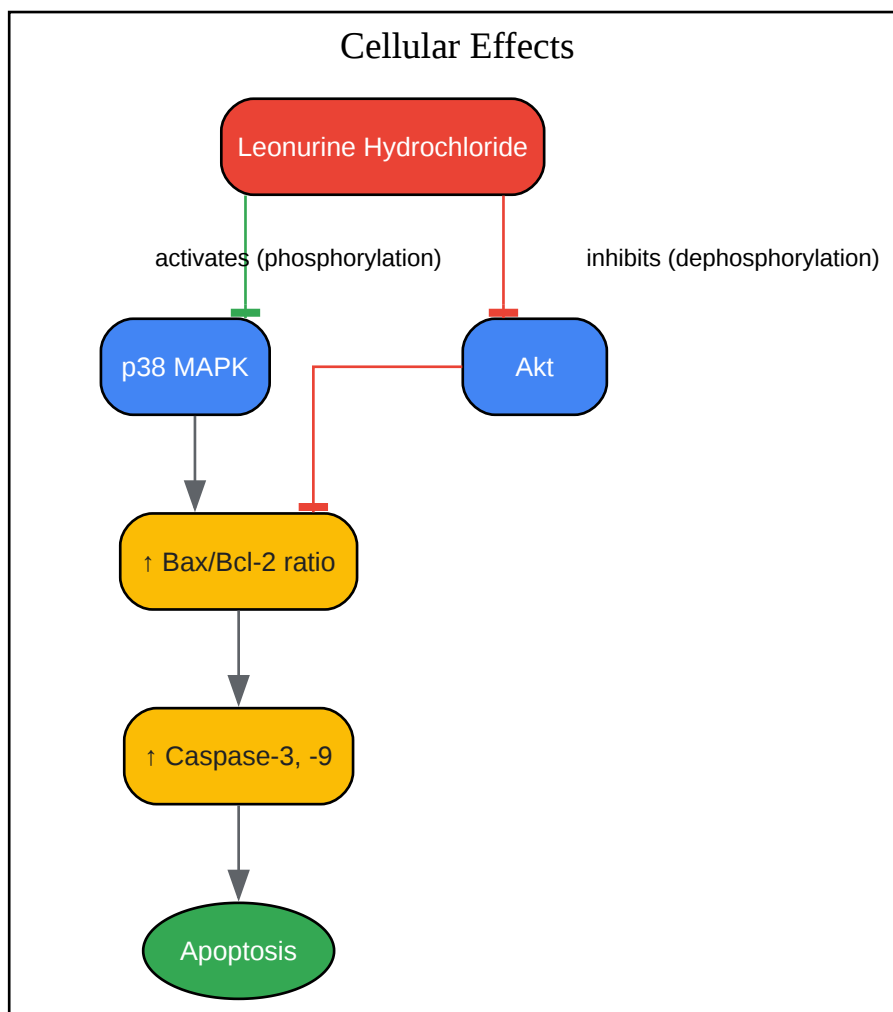 Cellular Effects
Leonurine Hydrochloride
activates (phosphorylation)
inhibits (dephosphorylation)
p38 MAPK
Akt
↑ Bax/Bcl-2 ratio
↑ Caspase-3, -9
Apoptosis